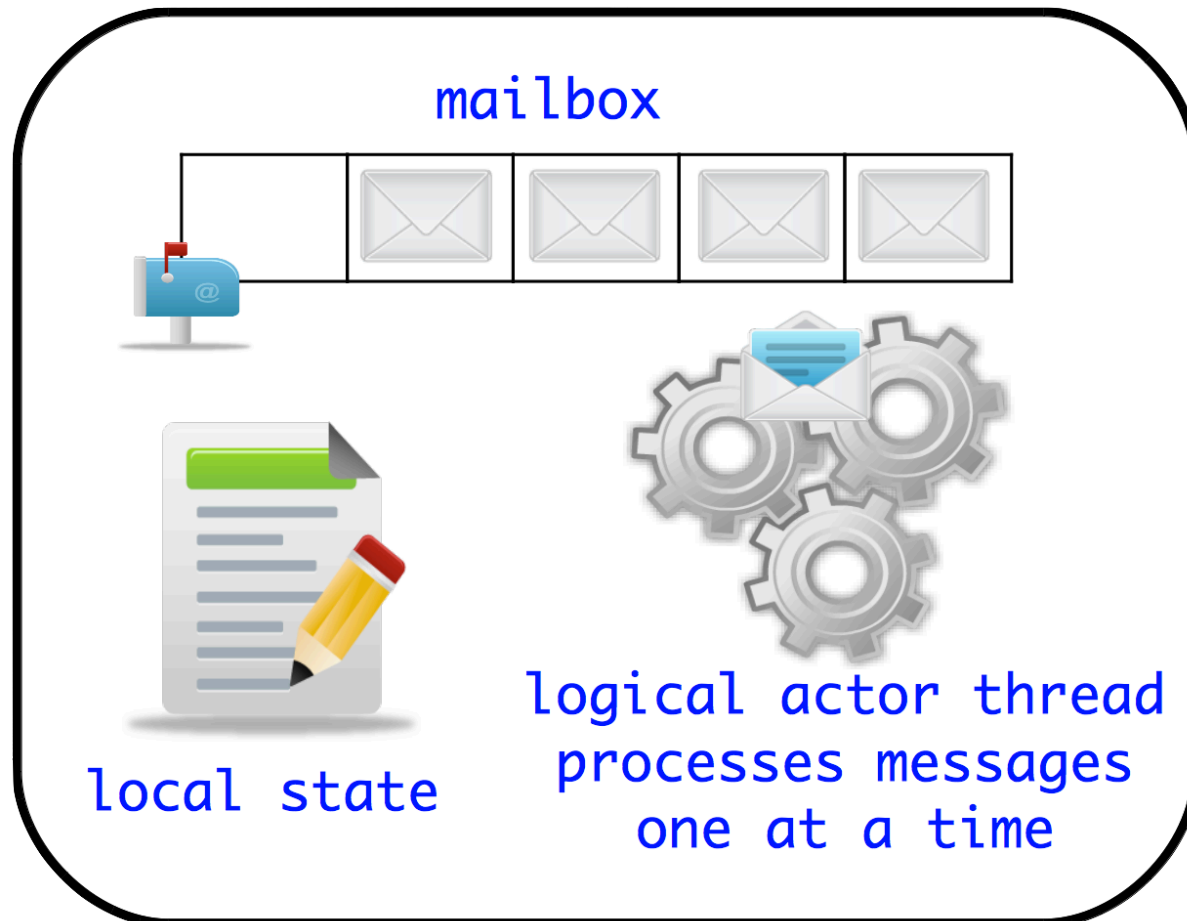 mailbox
@
local state
logical actor thread
processes messages
one at a time